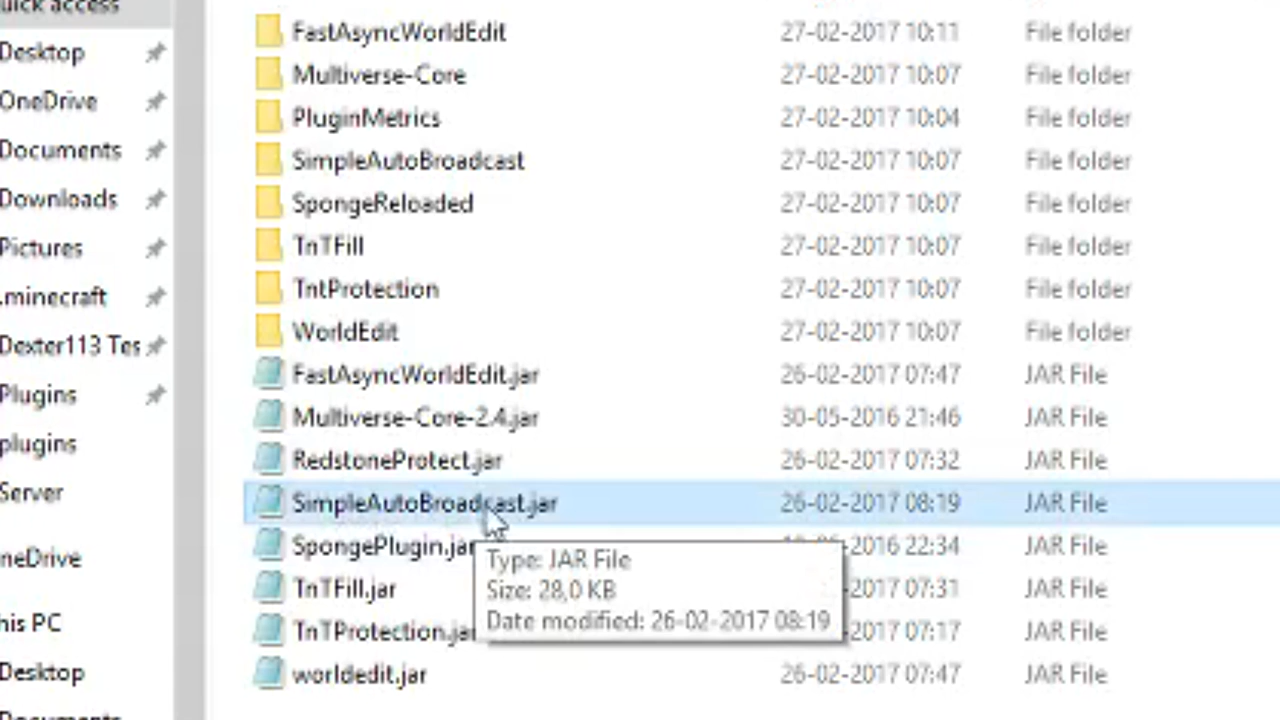 uick access
Desktop
OneDrive
Documents
Downloads
Pictures
.minecraft
Dexter113 Tes
Plugins
plugins
Server
neDrive
his PC
Desktop
Documents
FastAsyncWorldEdit 27-02-2017 10:11 File folder
Multiverse-Core 27-02-2017 10:07 File folder
PluginMetrics 27-02-2017 10:04 File folder
SimpleAutoBroadcast 27-02-2017 10:07 File folder
SpongeReloaded 27-02-2017 10:07 File folder
TnTFill 27-02-2017 10:07 File folder
TntProtection 27-02-2017 10:07 File folder
WorldEdit 27-02-2017 10:07 File folder
FastAsyncWorldEdit.jar 26-02-2017 07:47 JAR File
Multiverse-Core-2.4.jar 30-05-2016 21:46 JAR File
RedstoneProtect.jar 26-02-2017 07:32 JAR File
SimpleAutoBroadcast.jar 26-02-2017 08:19 JAR File
SpongePlugin.jar 2016 22:34 JAR File
TnTFill.jar 2017 07:31 JAR File
TnTProtection.jar 2017 07:17 JAR File
worldedit.jar 26-02-2017 07:47 JAR File
Type: JAR File
Size: 28,0 KB
Date modified: 26-02-2017 08:19